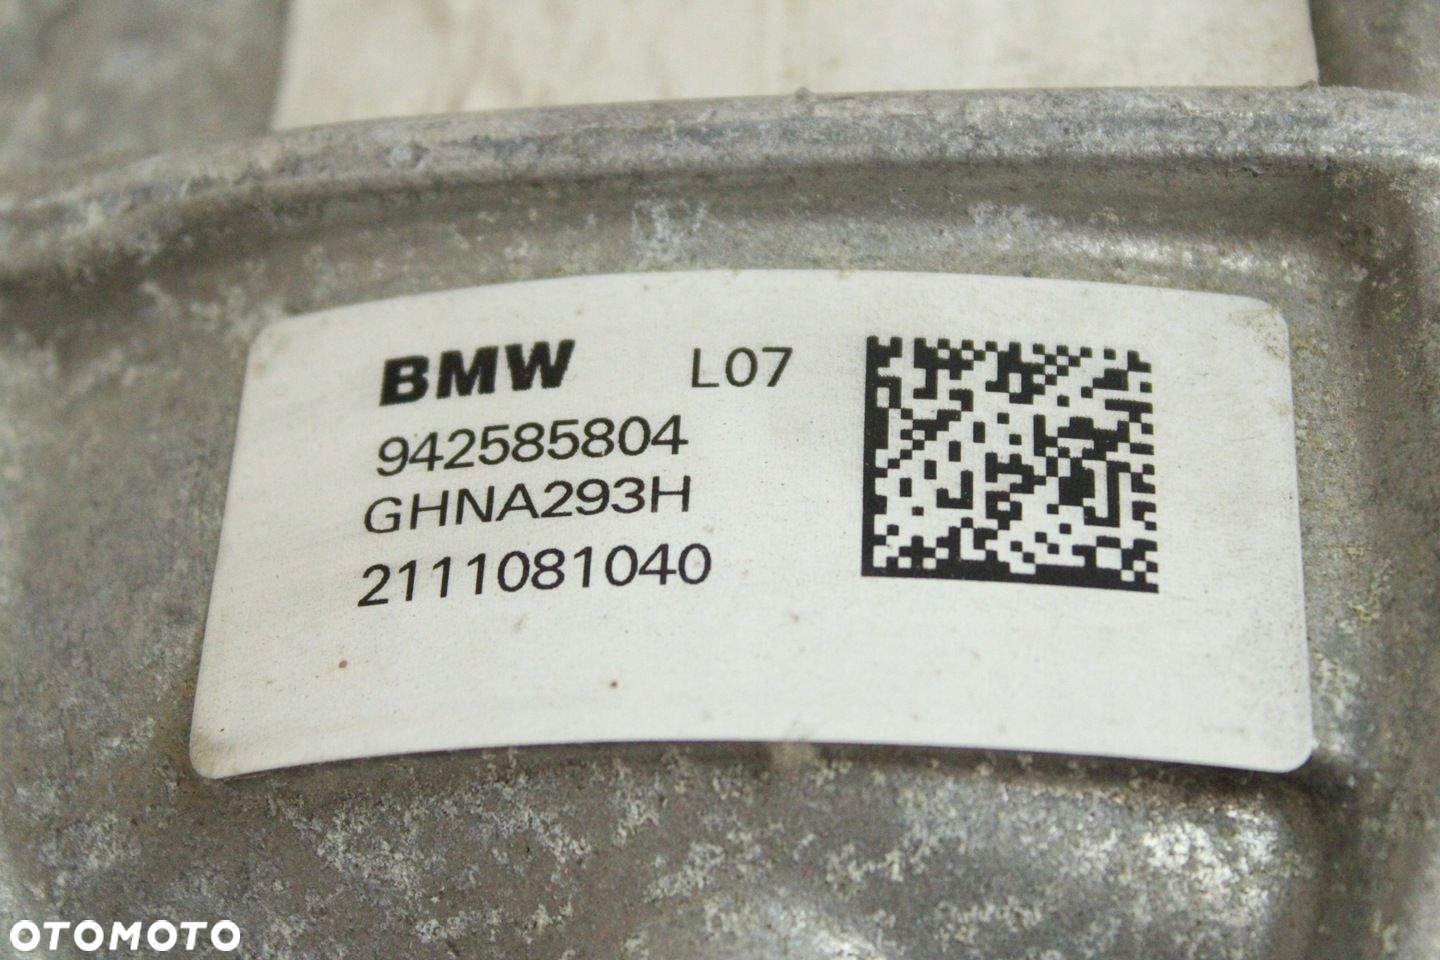 BMW L07
942585804
GHNA293H
2111081040
OTOMOTO